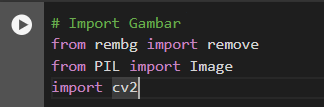 # Import Gambar
from rembg import remove
from PIL import Image
import cv2